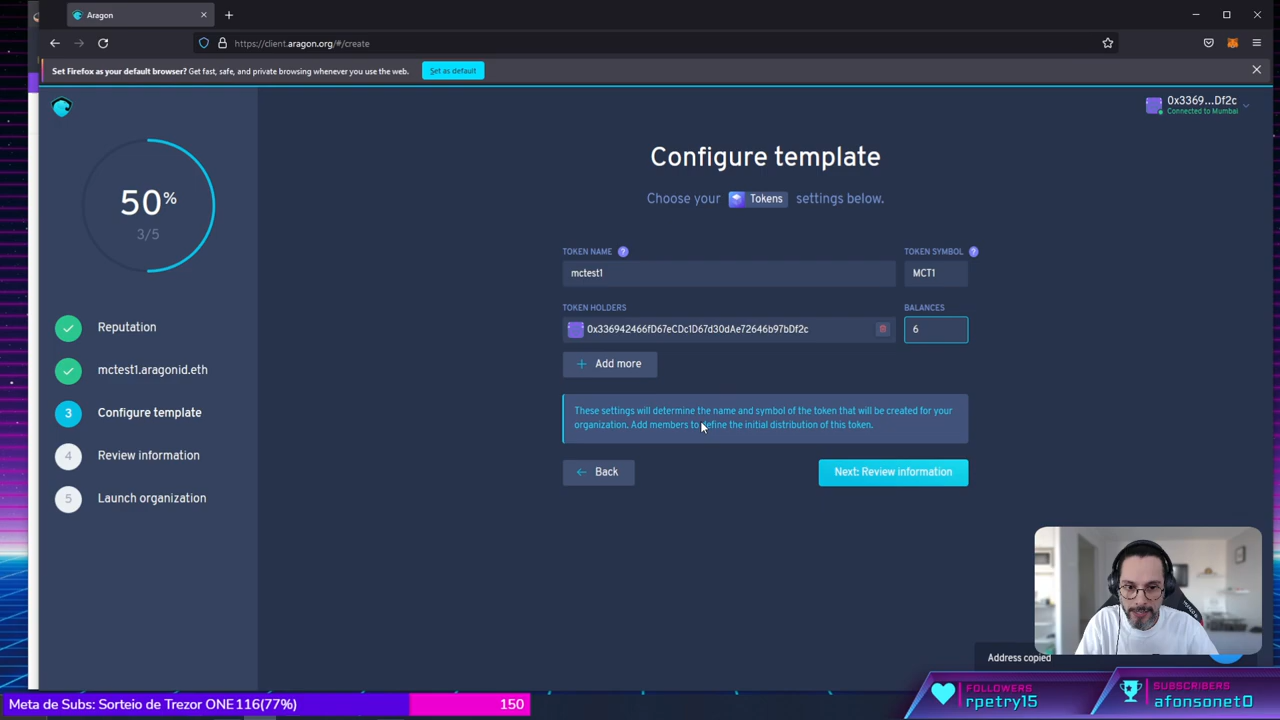 Aragon
https://client.aragon.org/#/create
Set Firefox as your default browser? Get fast, safe, and private browsing whenever you use the web.
Set as default
0x3369...Df2c
Connected to Mumbai
50%
3/5
Reputation
mctest1.aragonid.eth
3
Configure template
4
Review information
5
Launch organization
Configure template
Choose your Tokens settings below.
TOKEN NAME ?
TOKEN SYMBOL ?
mctest1
MCT1
TOKEN HOLDERS
BALANCES
0x336942466fD67eCDc1D67d30dAe72646b97bDf2c
6
+ Add more
These settings will determine the name and symbol of the token that will be created for your
organization. Add members to define the initial distribution of this token.
Back
Next: Review information
Address copied
Meta de Subs: Sorteio de Trezor ONE 116(77%)
150
FOLLOWERS
rpetry15
SUBSCRIBERS
afonsonet0